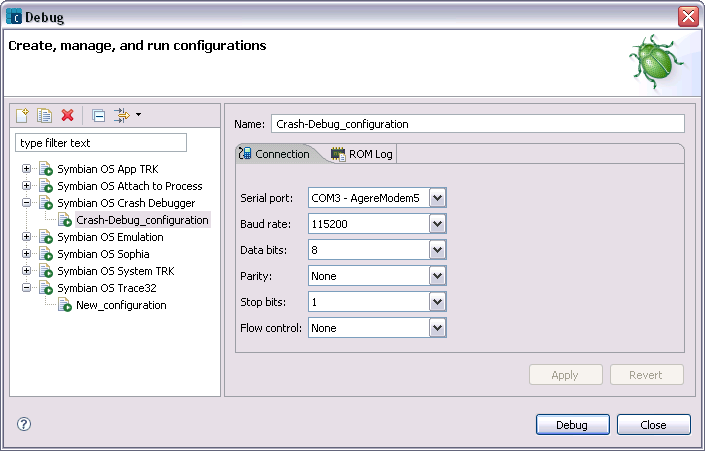 Debug
Create, manage, and run configurations
type filter text
Symbian OS App TRK
Symbian OS Attach to Process
Symbian OS Crash Debugger
Crash-Debug_configuration
Symbian OS Emulation
Symbian OS Sophia
Symbian OS System TRK
Symbian OS Trace32
New_configuration
Name: Crash-Debug_configuration
Connection ROM Log
Serial port: COM3 - AgereModem5
Baud rate: 115200
Data bits: 8
Parity: None
Stop bits: 1
Flow control: None
Apply Revert
? Debug Close